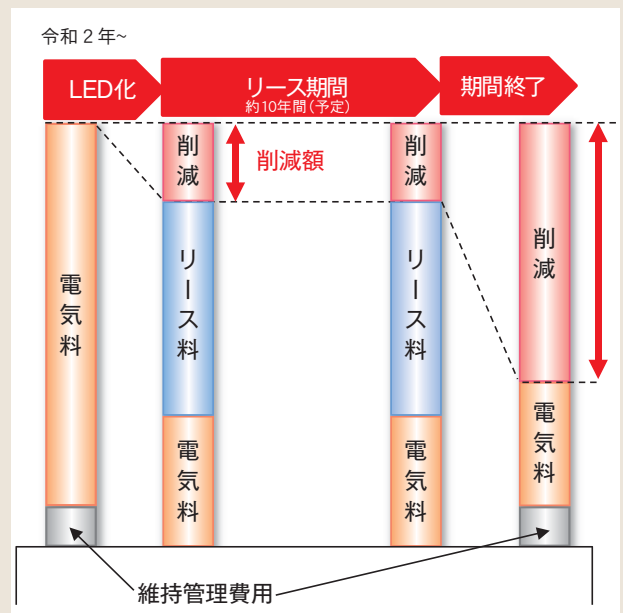 令和2年~
LED化
リース期間
約10年間(予定)
期間終了
電気料
削減
リース料
電気料
削減額
削減
リース料
電気料
削減
電気料
維持管理費用